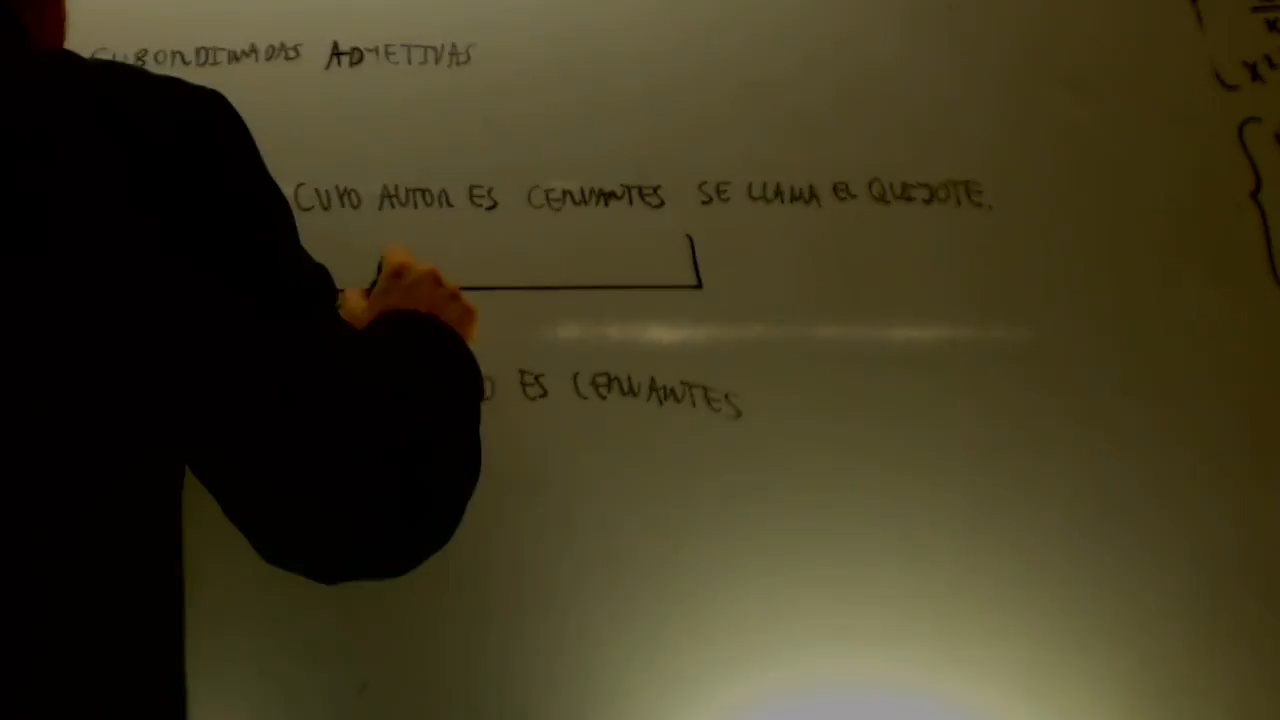 SUBORDINADAS ADJETIVAS
CUYO AUTOR ES CERVANTES SE LLAMA EL QUIJOTE.
ES CERVANTES